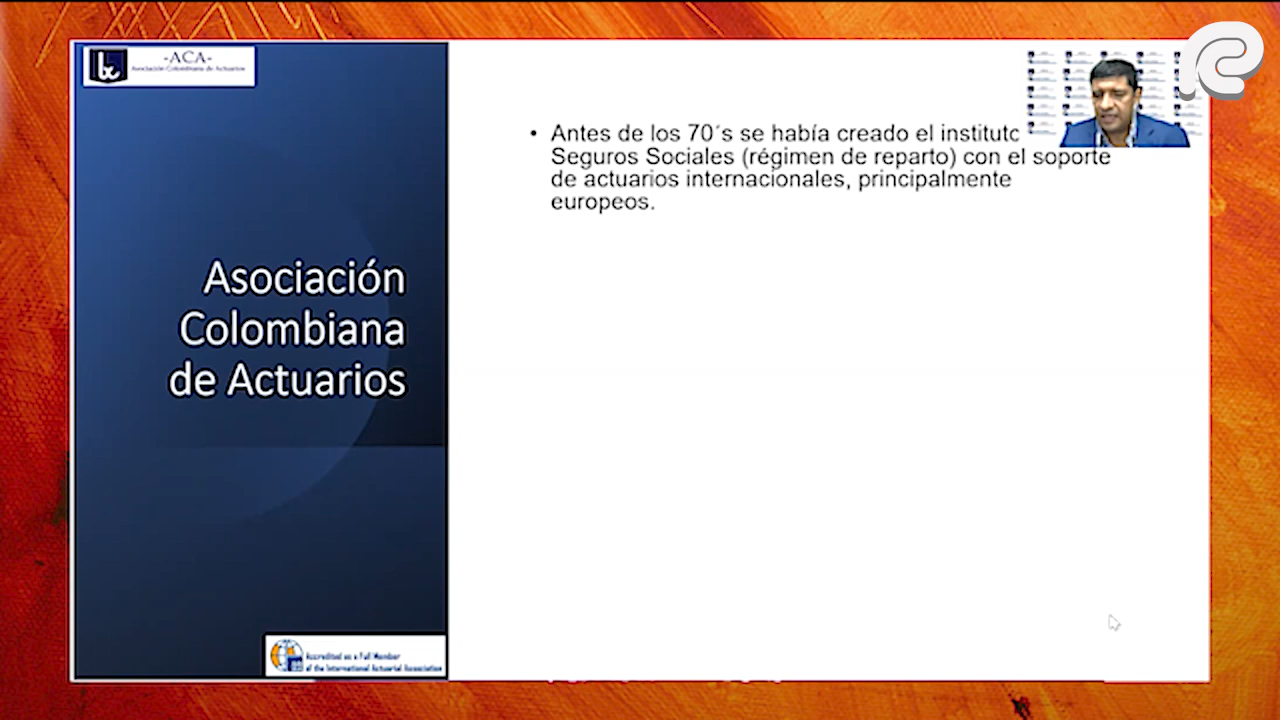 -ACA-
Asociación Colombiana de Actuarios
Antes de los 70´s se había creado el instituto
Seguros Sociales (régimen de reparto) con el soporte
de actuarios internacionales, principalmente
europeos.
Asociación
Colombiana
de Actuarios
Accredited as a Full Member
of the International Actuarial Association